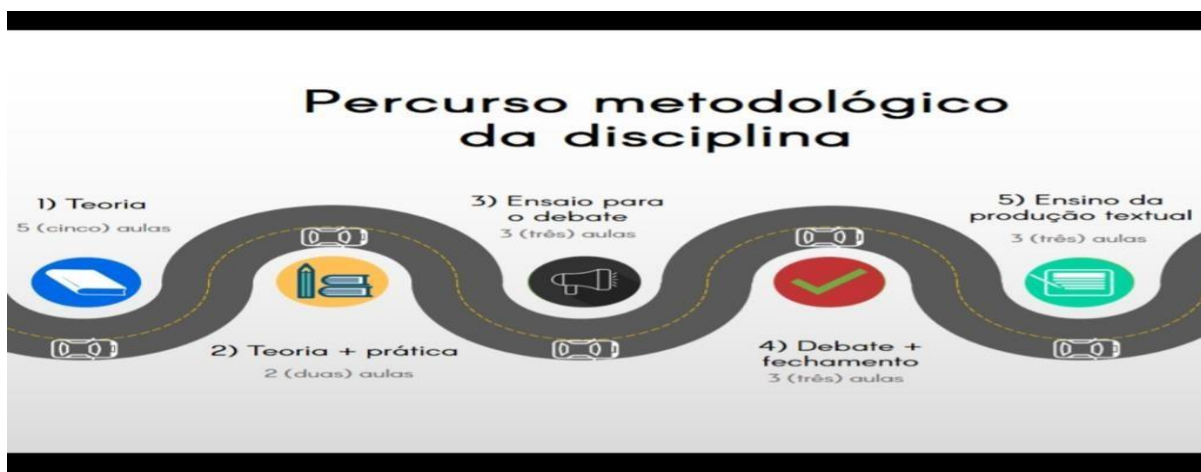 Percurso metodológico
da disciplina
1) Teoria
5 (cinco) aulas
2) Teoria + prática
2 (duas) aulas
3) Ensaio para
o debate
3 (três) aulas
4) Debate +
fechamento
3 (três) aulas
5) Ensino da
produção textual
3 (três) aulas